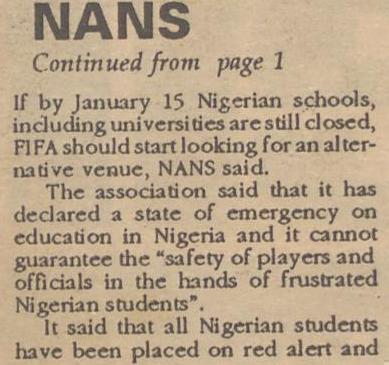 NANS
Continued from page 1
If by January 15 Nigerian schools,
including universities are still closed,
FIFA should start looking for an alter-
native venue, NANS said.
The association said that it has
declared a state of emergency on
education in Nigeria and it cannot
guarantee the "safety of players and
officials in the hands of frustrated
Nigerian students".
It said that all Nigerian students
have been placed on red alert and